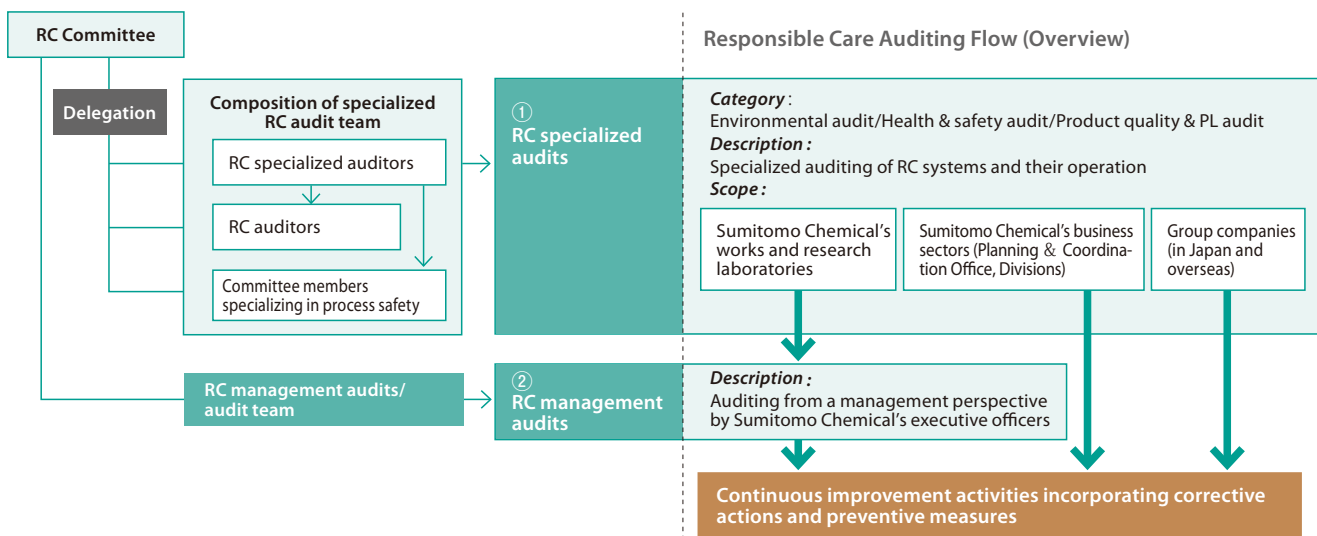 RC Committee
Responsible Care Auditing Flow (Overview)
Delegation
Composition of specialized
RC audit team
RC specialized auditors
RC auditors
Committee members
specializing in process safety
①
RC specialized
audits
Category :
Environmental audit/Health & safety audit/Product quality & PL audit
Description :
Specialized auditing of RC systems and their operation
Scope :
Sumitomo Chemical’s
works and research
laboratories
Sumitomo Chemical’s business
sectors (Planning & Coordina-
tion Office, Divisions)
Group companies
(in Japan and
overseas)
RC management audits/
audit team
②
RC management
audits
Description :
Auditing from a management perspective
by Sumitomo Chemical’s executive officers
Continuous improvement activities incorporating corrective
actions and preventive measures